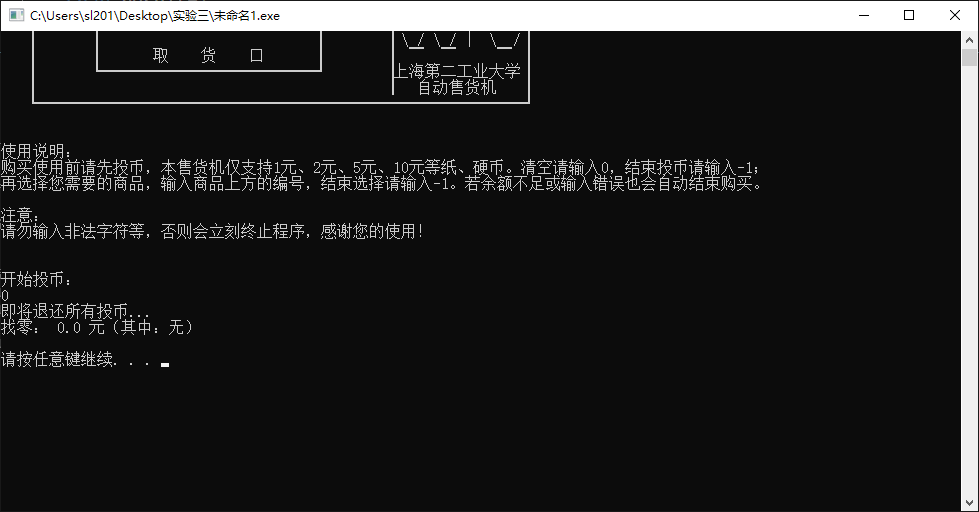 C:\Users\sl201\Desktop\实验三\未命名1.exe
取 货 口
上海第二工业大学
自动售货机
使用说明:
购买使用前请先投币，本售货机仅支持1元、2元、5元、10元等纸、硬币。清空请输入0，结束投币请输入-1;
再选择您需要的商品，输入商品上方的编号，结束选择请输入-1。若余额不足或输入错误也会自动结束购买。
注意:
请勿输入非法字符等，否则会立刻终止程序，感谢您的使用!
开始投币:
0
即将退还所有投币...
找零： 0.0 元（其中：无）
请按任意键继续. . .